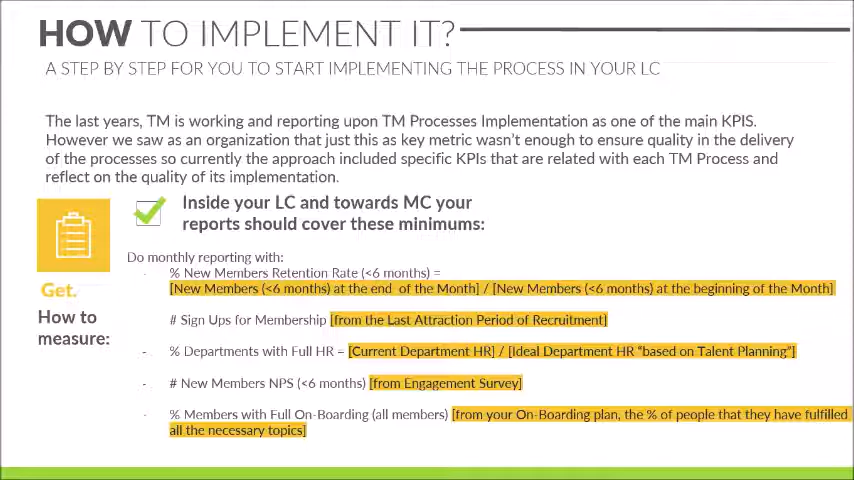 HOW TO IMPLEMENT IT?
A STEP BY STEP FOR YOU TO START IMPLEMENTING THE PROCESS IN YOUR LC
The last years, TM is working and reporting upon TM Processes Implementation as one of the main KPIS.
However we saw as an organization that just this as key metric wasn't enough to ensure quality in the delivery
of the processes so currently the approach included specific KPIs that are related with each TM Process and
reflect on the quality of its implementation.
Inside your LC and towards MC your
reports should cover these minimums:
Get.
How to
measure:
Do monthly reporting with:
- % New Members Retention Rate (<6 months) =
[New Members (<6 months) at the end of the Month] / [New Members (<6 months) at the beginning of the Month]
# Sign Ups for Membership [from the Last Attraction Period of Recruitment]
- % Departments with Full HR = [Current Department HR] / [Ideal Department HR "based on Talent Planning"]
- # New Members NPS (<6 months) [from Engagement Survey]
- % Members with Full On-Boarding (all members) [from your On-Boarding plan, the % of people that they have fulfilled
all the necessary topics]